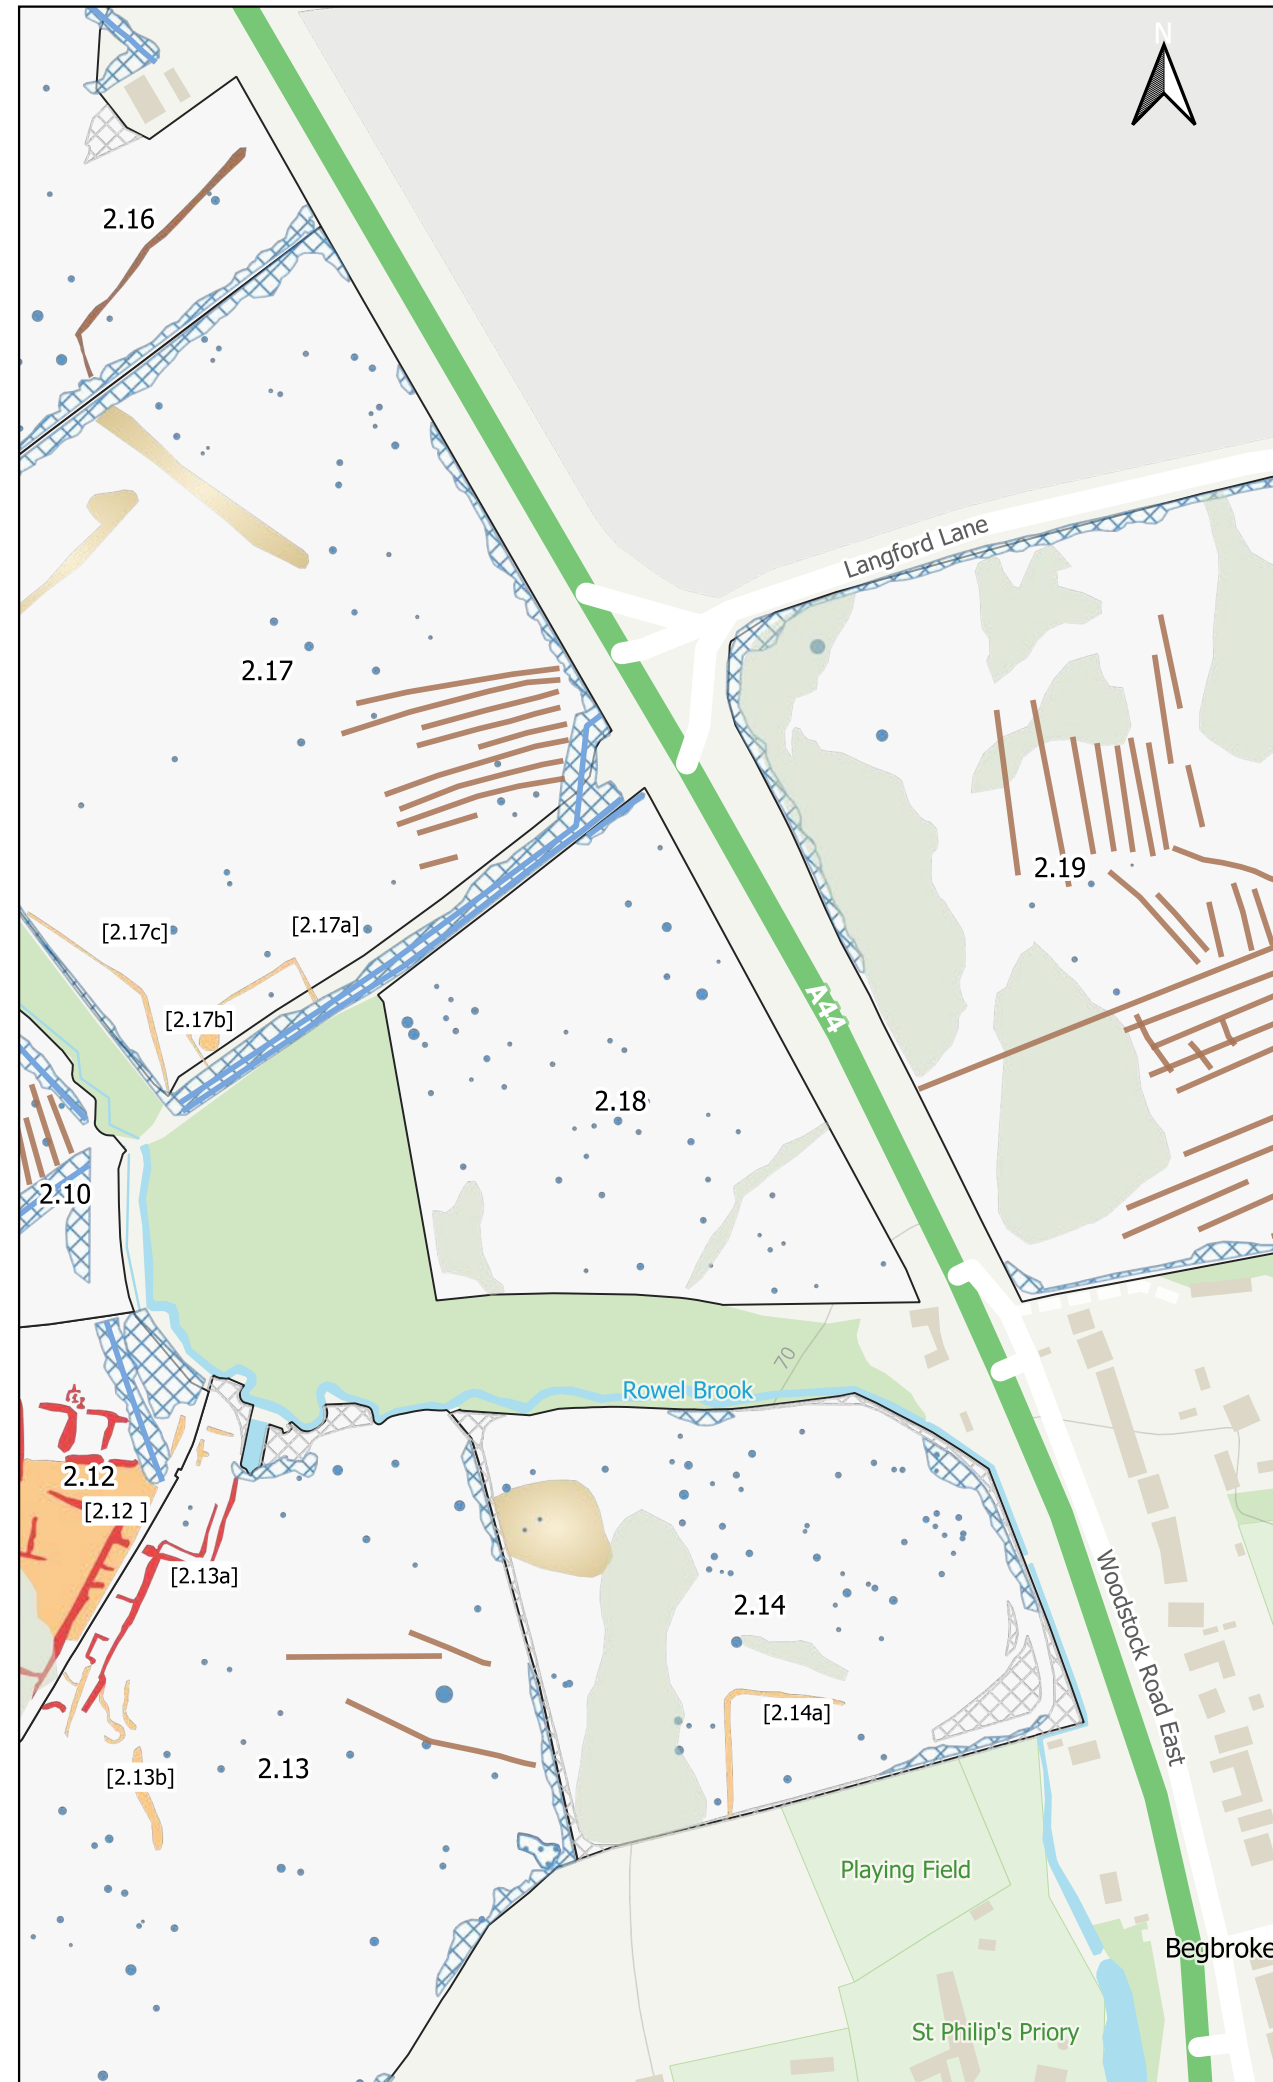 N
2.16
Langford Lane
2.17
2.19
[2.17c]
[2.17a]
[2.17b]
A44
2.18
2.10
70
Rowel Brook
2.12
[2.12 ]
[2.13a]
2.14
Woodstock Road East
[2.14a]
2.13
[2.13b]
Playing Field
Begbroke
St Philip's Priory